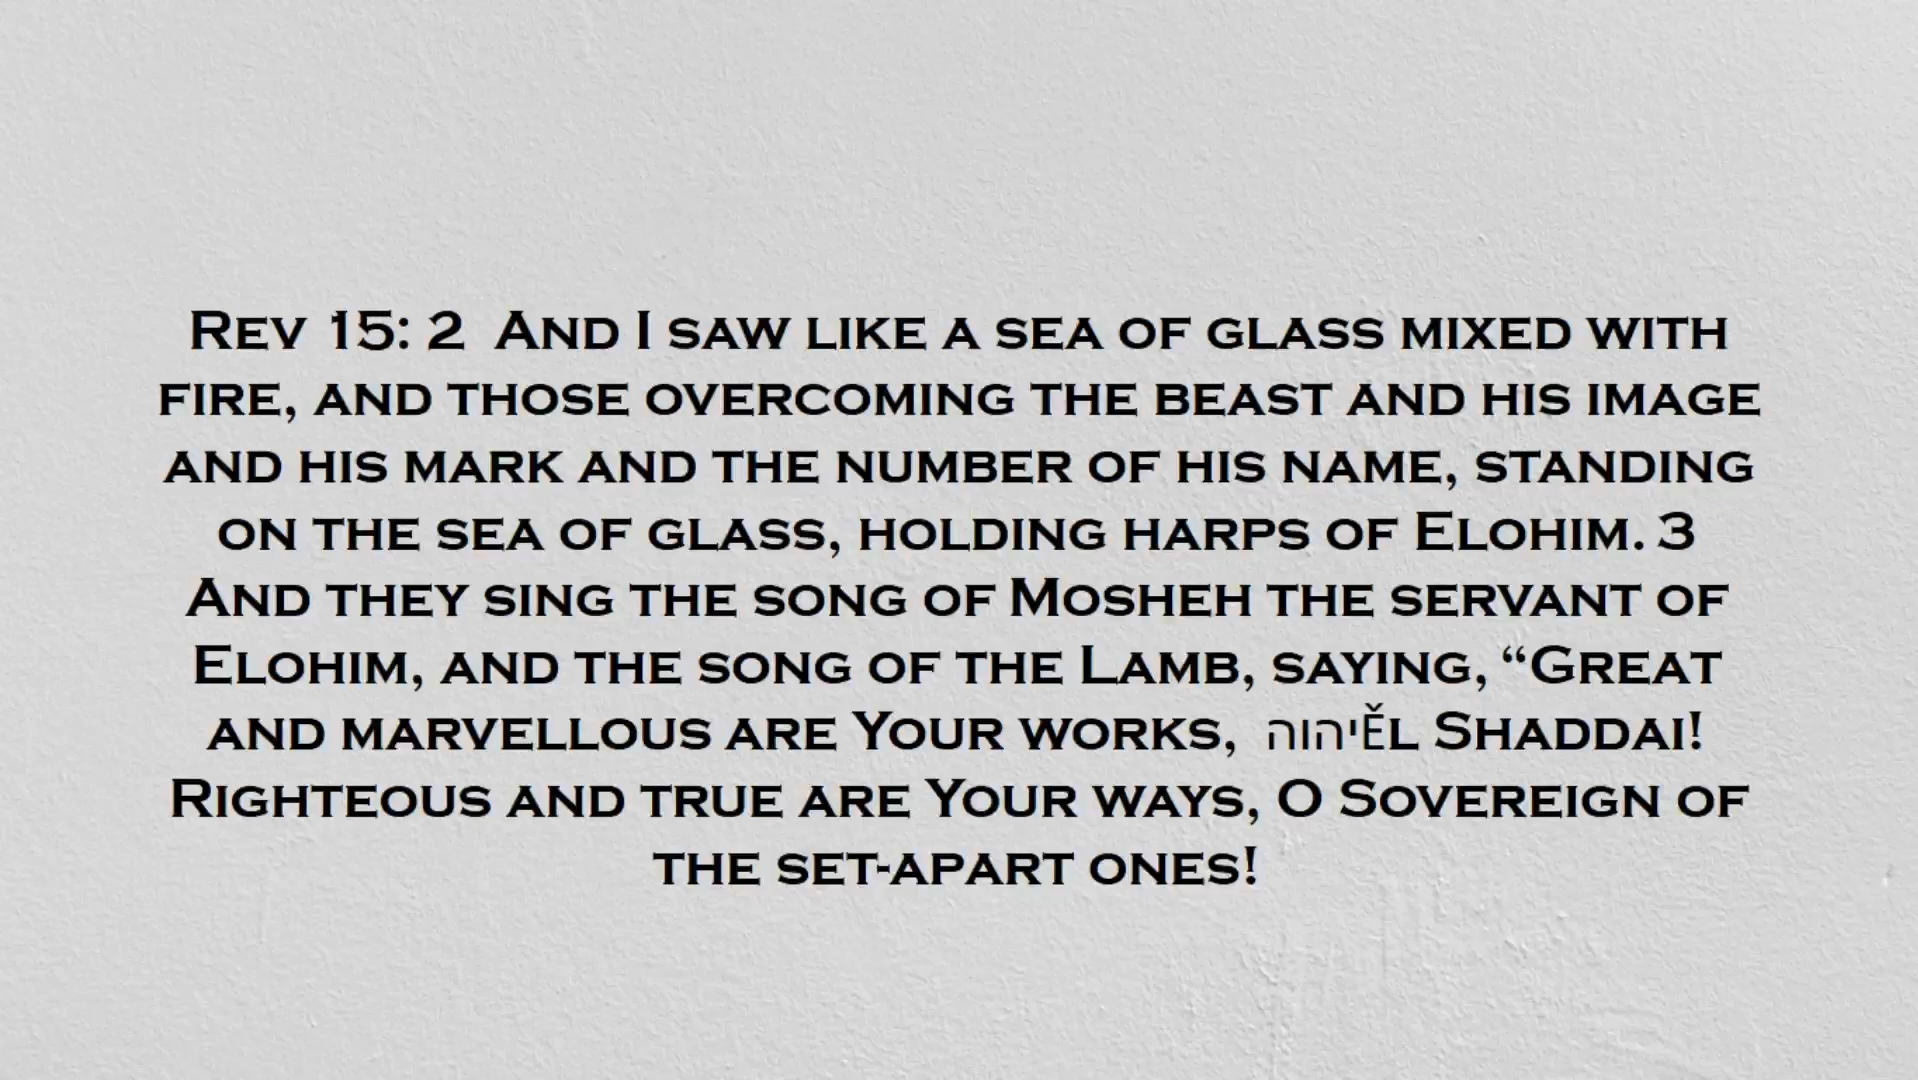 Rev 15: 2  And I saw like a sea of glass mixed with
fire, and those overcoming the beast and his image
and his mark and the number of his name, standing
on the sea of glass, holding harps of Elohim. 3
And they sing the song of Mosheh the servant of
Elohim, and the song of the Lamb, saying, “Great
and marvellous are Your works,  יהוהĚl Shaddai!
Righteous and true are Your ways, O Sovereign of
the set-apart ones!